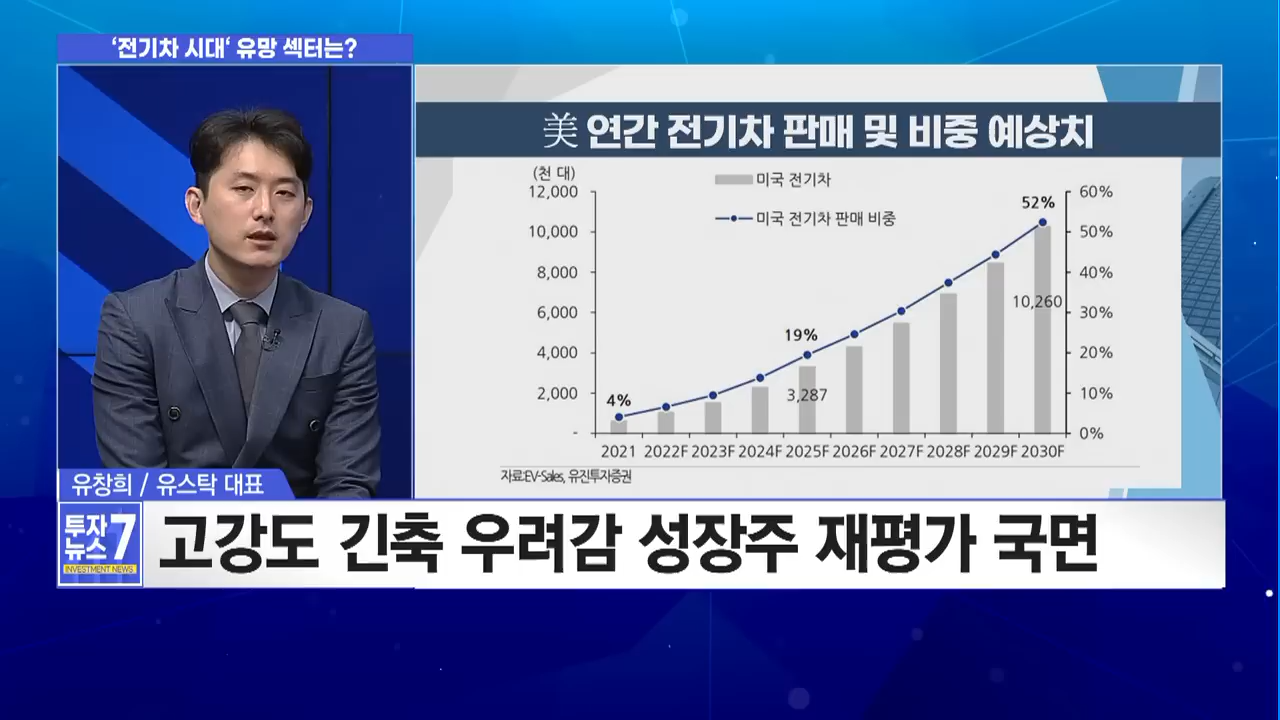 ‘전기차 시대‘ 유망 섹터는?
美 연간 전기차 판매 및 비중 예상치
(천 대)
미국 전기차
미국 전기차 판매 비중
12,000
10,000
8,000
6,000
4,000
2,000
-
60%
50%
40%
30%
20%
10%
0%
4%
19%
3,287
52%
10,260
2021 2022F 2023F 2024F 2025F 2026F 2027F 2028F 2029F 2030F
자료:EV-Sales, 유진투자증권
유창희 / 유스탁 대표
투자
뉴스 7
INVESTMENT NEWS
고강도 긴축 우려감 성장주 재평가 국면